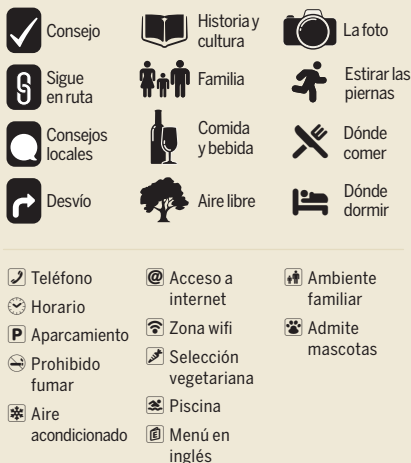 Consejo
Sigue
en ruta
Consejos
locales
Desvío
Historia y
cultura
Familia
Comida
y bebida
Aire libre
La foto
Estirar las
piernas
Dónde
comer
Dónde
dormir
Teléfono
Horario
P Aparcamiento
Prohibido
fumar
Aire
acondicionado
@ Acceso a
internet
Zona wifi
Selección
vegetariana
Piscina
Menú en
inglés
Ambiente
familiar
Admite
mascotas